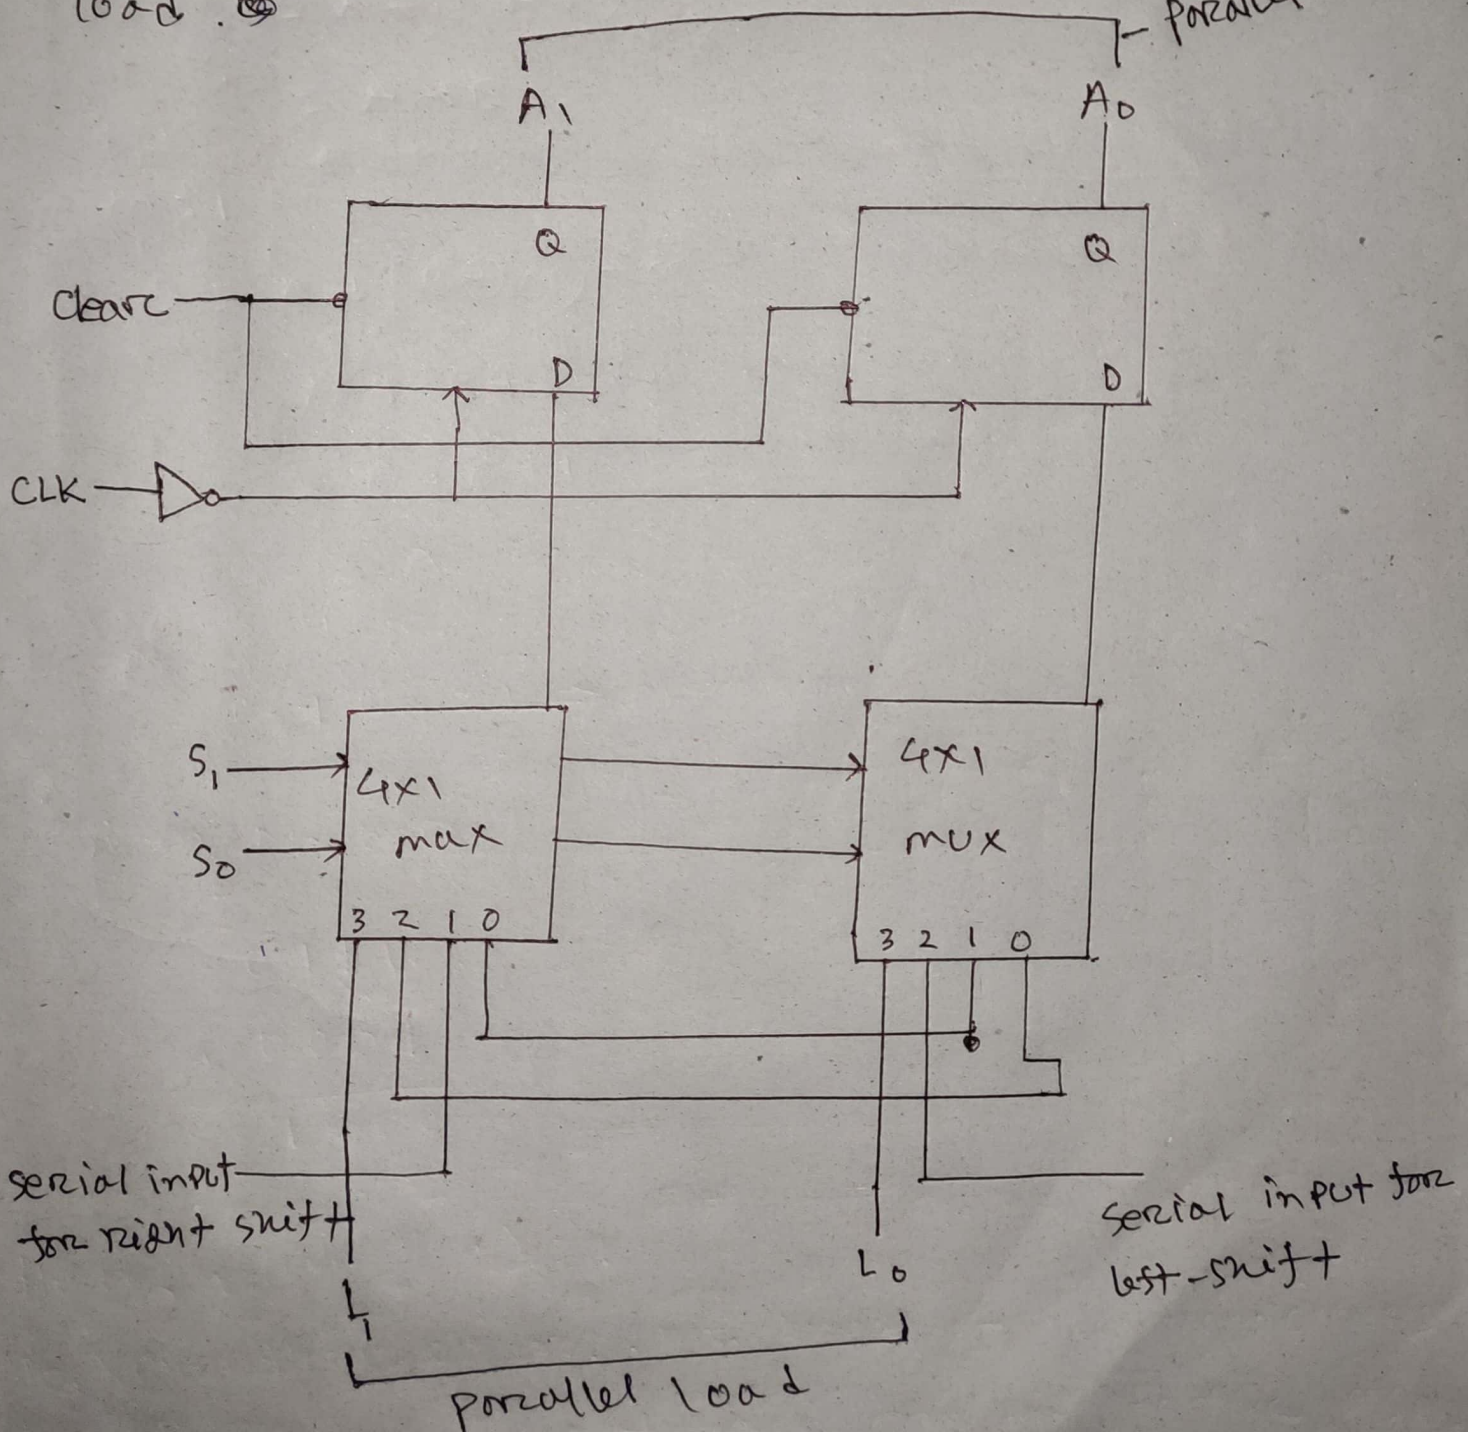 load.
A1
A0
Q
Q
Clear
D
D
CLK
S1
4x1
4x1
max
mux
S0
3 2 1 0
3 2 1 0
serial input
for right shift
serial input for
left-shift
L0
L1
parallel load